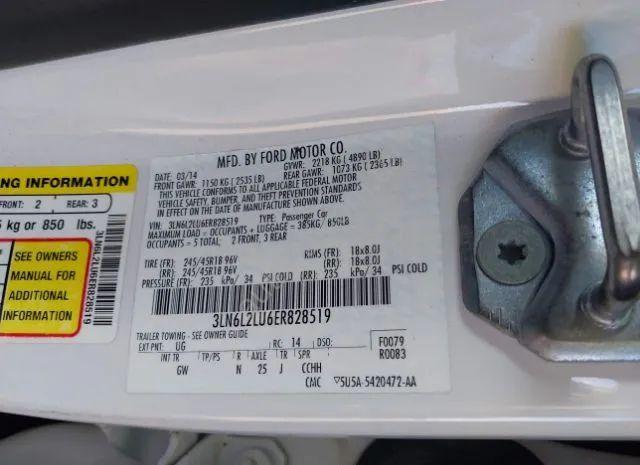 MFD. BY FORD MOTOR CO.
DATE: 03/14 GVWR: 2218 KG ( 4890 LB)
FRONT GAWR: 1150 KG ( 2535 LB) REAR GAWR: 1073 KG ( 2365 LB)
THIS VEHICLE CONFORMS TO ALL APPLICABLE FEDERAL MOTOR
VEHICLE SAFETY, BUMPER, AND THEFT PREVENTION STANDARDS
IN EFFECT ON THE DATE OF MANUFACTURE SHOWN ABOVE.
VIN: 3LN6L2LU6ER828519 TYPE: Passenger Car
MAXIMUM LOAD = OCCUPANTS + LUGGAGE = 385KG/ 850LB
OCCUPANTS = 5 TOTAL: 2 FRONT, 3 REAR
TIRE (FR): 245/45R18 96V RIMS (FR): 18x8.0J
(RR): 245/45R18 96V (RR): 18x8.0J
PRESSURE (FR): 235 kPa/ 34 PSI COLD (RR): 235 kPa/ 34 PSI COLD
3LN6L2LU6ER828519
TRAILER TOWING - SEE OWNER GUIDE
EXT PNT: UG RC: 14 DSO: F0079
R0083
INT TR TP/PS R AXLE TR SPR
GW N 25 J CCHH
CMC ▽5U5A-5420472-AA
NG INFORMATION
FRONT: 2 REAR: 3
kg or 850 lbs.
SEE OWNERS
MANUAL FOR
ADDITIONAL
INFORMATION
3LN6L2LU6ER828519